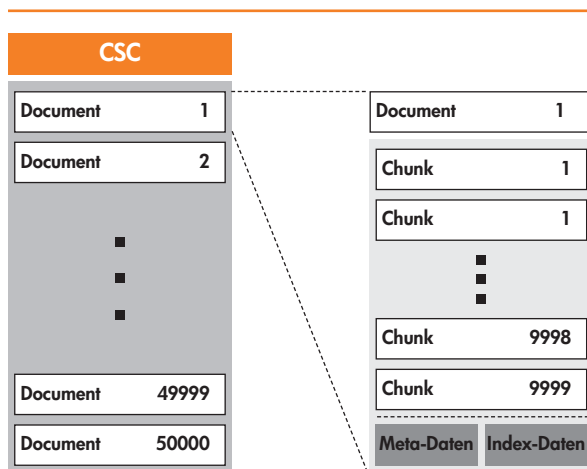 CSC
Document 1
Document 2
Document 49999
Document 50000
Document 1
Chunk 1
Chunk 1
Chunk 9998
Chunk 9999
Meta-Daten Index-Daten